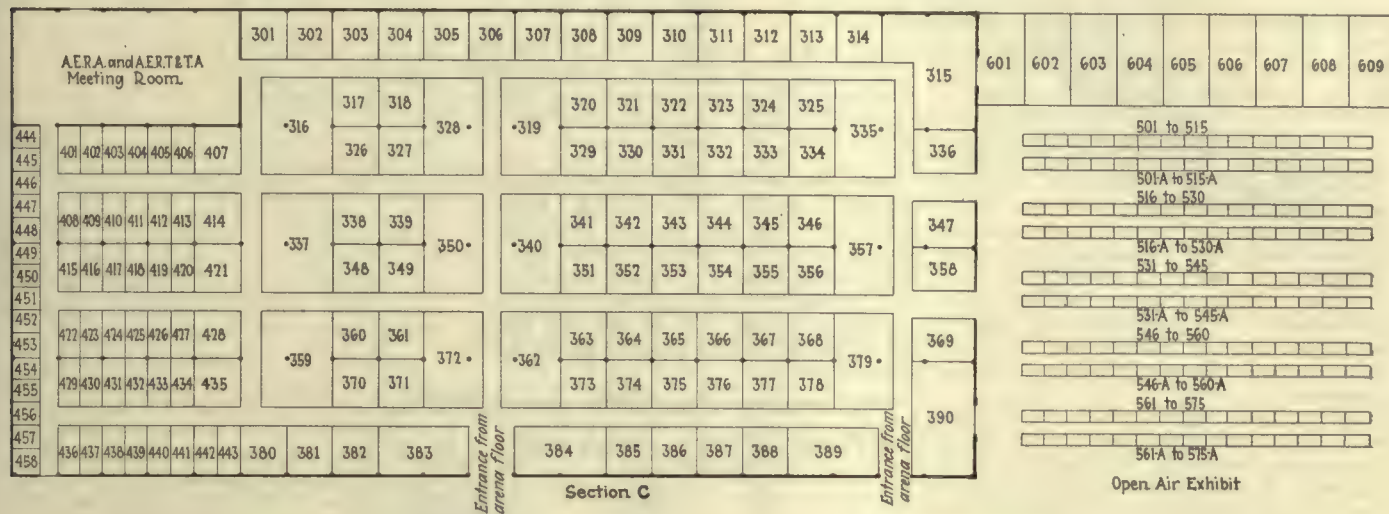 301 302 303 304 305 306 307 308 309 310 311 312 313 314
A.E.R.A. and A.E.R.T.&T.A
Meeting Room
315
601 602 603 604 605 606 607 608 609
317 318
320 321 322 323 324 325
316 328 319 335
326 327
329 330 331 332 333 334
336
444
445
446
447
448
449
450
451
452
453
454
455
456
457
458
401 402 403 404 405 406 407
408 409 410 411 412 413 414
415 416 417 418 419 420 421
422 423 424 425 426 427 428
429 430 431 432 433 434 435
436 437 438 439 440 441 442 443 380 381 382 383
338 339
341 342 343 344 345 346
347
337 350 340 357
348 349
351 352 353 354 355 356
358
360 361
363 364 365 366 367 368
369
359 372 362 379
370 371
373 374 375 376 377 378
390
384 385 386 387 388 389
Entrance from
arena floor
Entrance from
arena floor
Section C
501 to 515
501-A to 515-A
516 to 530
516-A to 530-A
531 to 545
531-A to 545-A
546 to 560
546-A to 560-A
561 to 575
561-A to 575-A
Open Air Exhibit